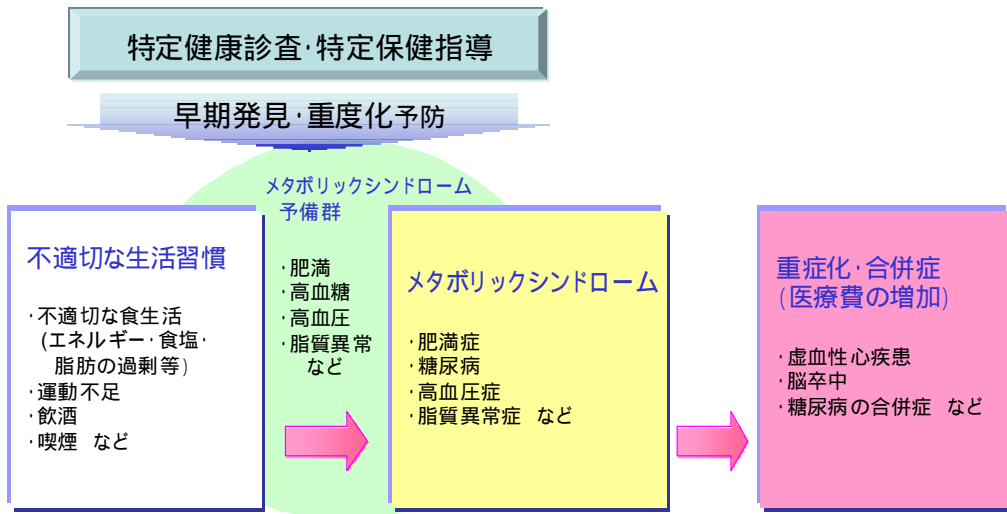 特定健康診査・特定保健指導
早期発見・重度化予防
メタボリックシンドローム
予備群
・肥満
・高血糖
・高血圧
・脂質異常
など
不適切な生活習慣
・不適切な食生活
(エネルギー・食塩・
脂肪の過剰等)
・運動不足
・飲酒
・喫煙 など
メタボリックシンドローム
・肥満症
・糖尿病
・高血圧症
・脂質異常症 など
重症化・合併症
(医療費の増加)
・虚血性心疾患
・脳卒中
・糖尿病の合併症 など